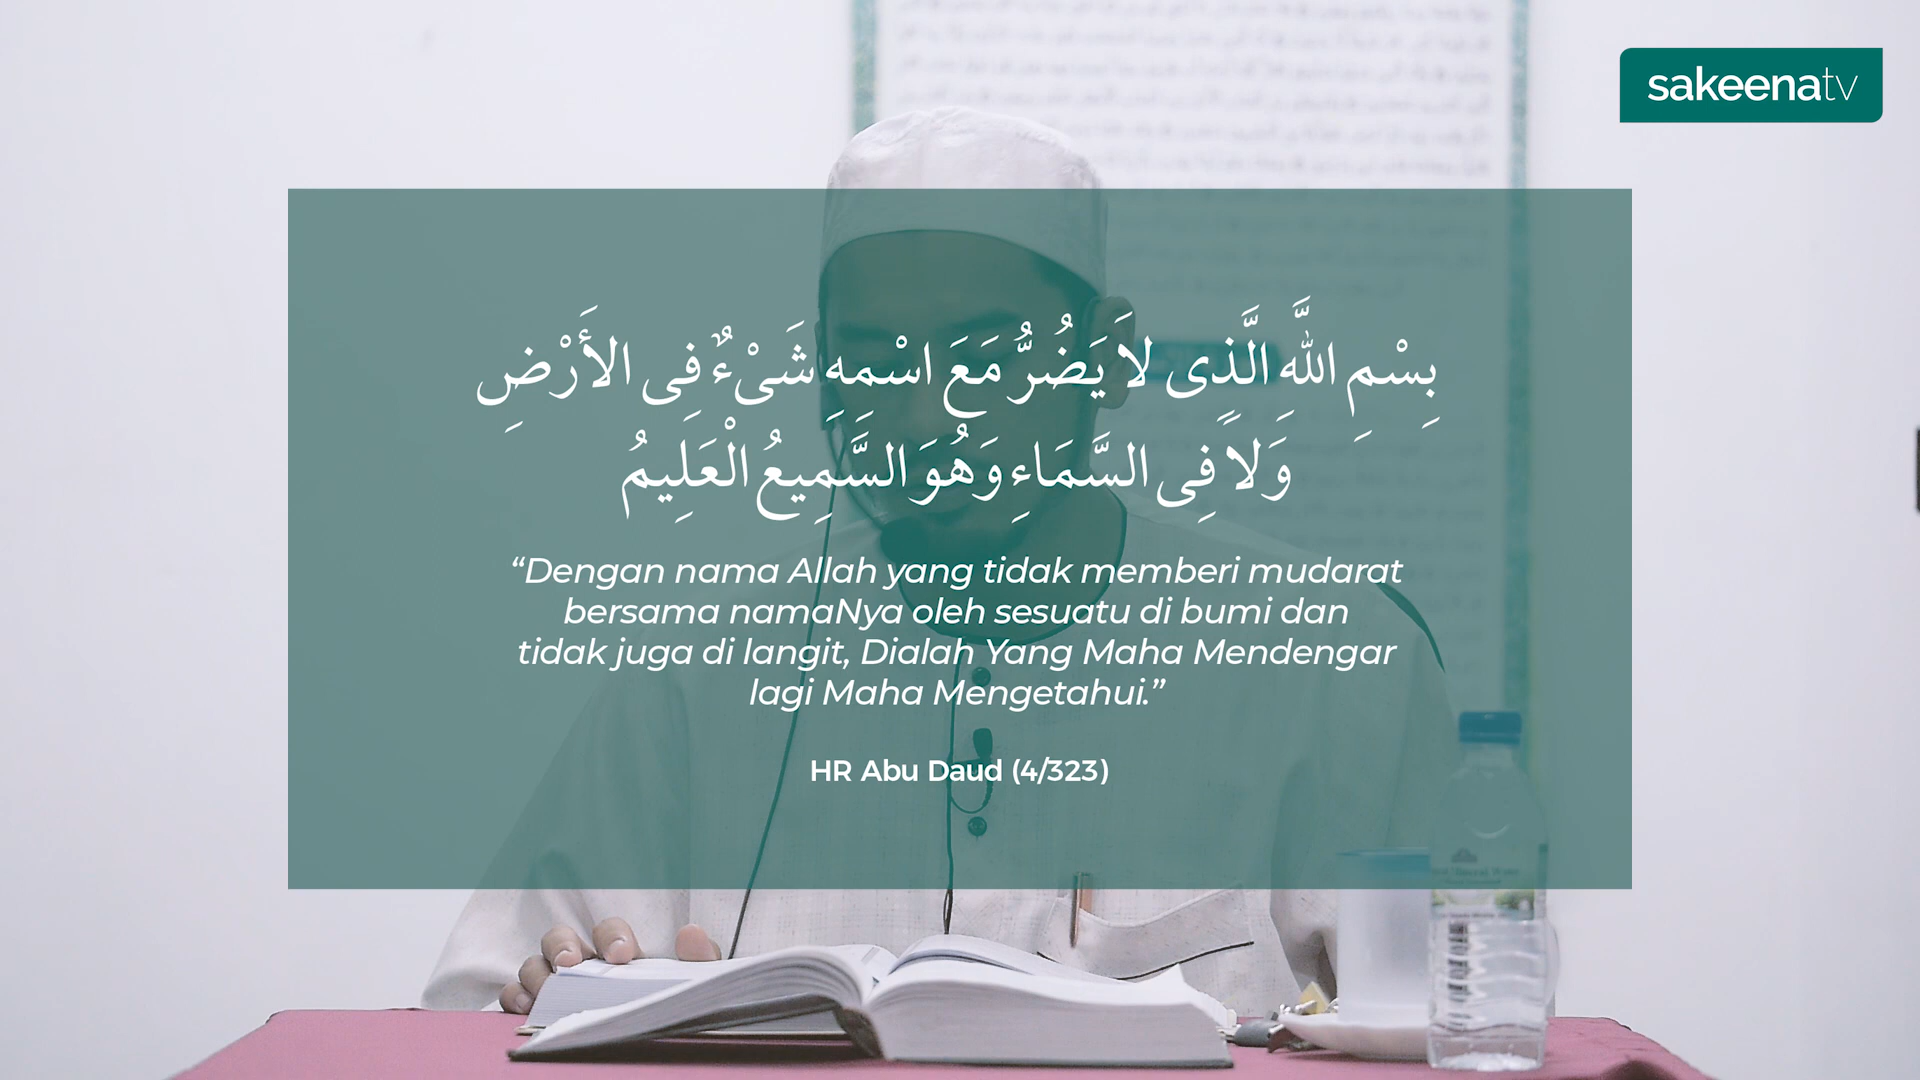 sakeenatv
بِسْمِ اللَّهِ الَّذِى لاَ يَضُرُّ مَعَ اسْمِهِ شَىْءٌ فِى الأَرْضِ
وَلاَ فِى السَّمَاءِ وَهُوَ السَّمِيعُ الْعَلِيمُ
“Dengan nama Allah yang tidak memberi mudarat
bersama namaNya oleh sesuatu di bumi dan
tidak juga di langit, Dialah Yang Maha Mendengar
lagi Maha Mengetahui.”
HR Abu Daud (4/323)